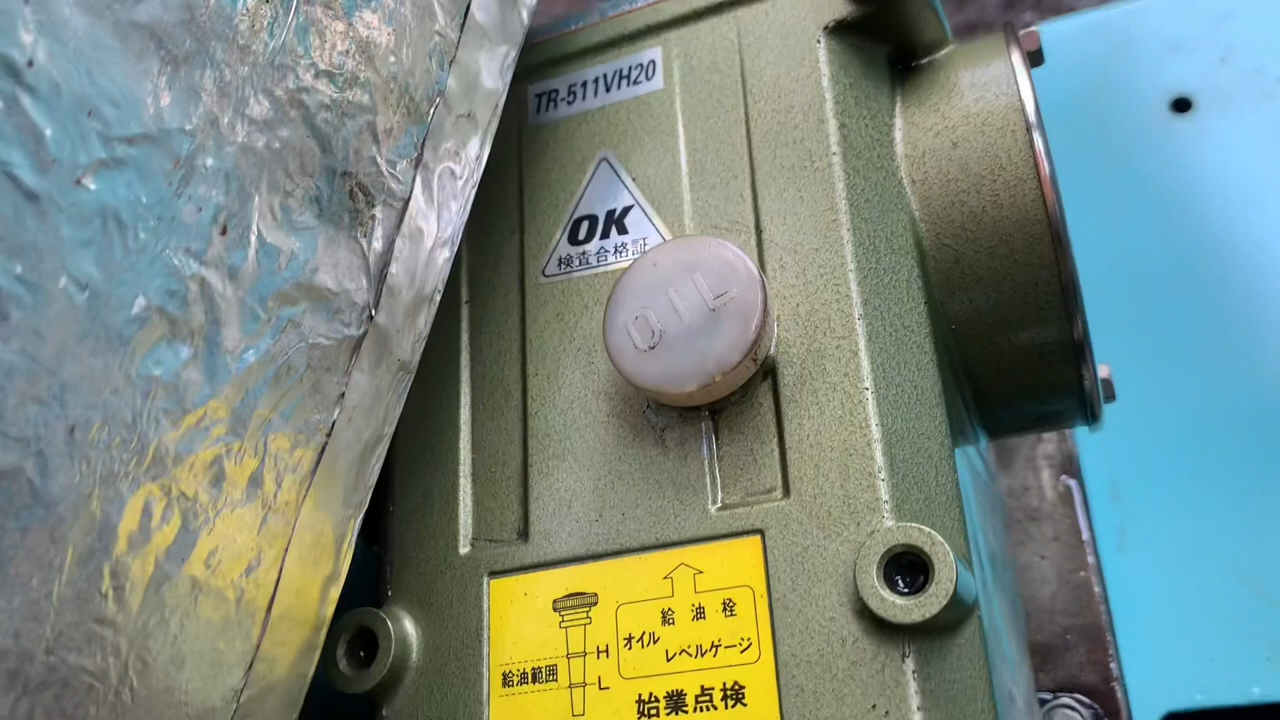 TR-511VH20
OK
検査合格証
OIL
給油栓
オイル
レベルゲージ
H
給油範囲
L
始業点検